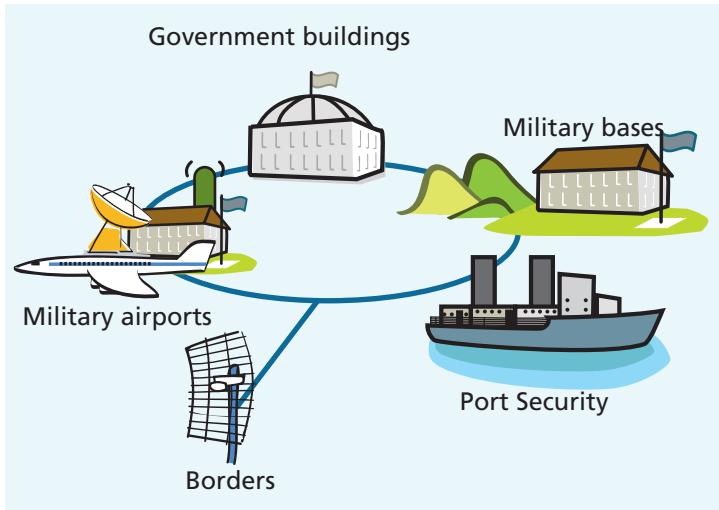 Government buildings
Military bases
Military airports
Port Security
Borders